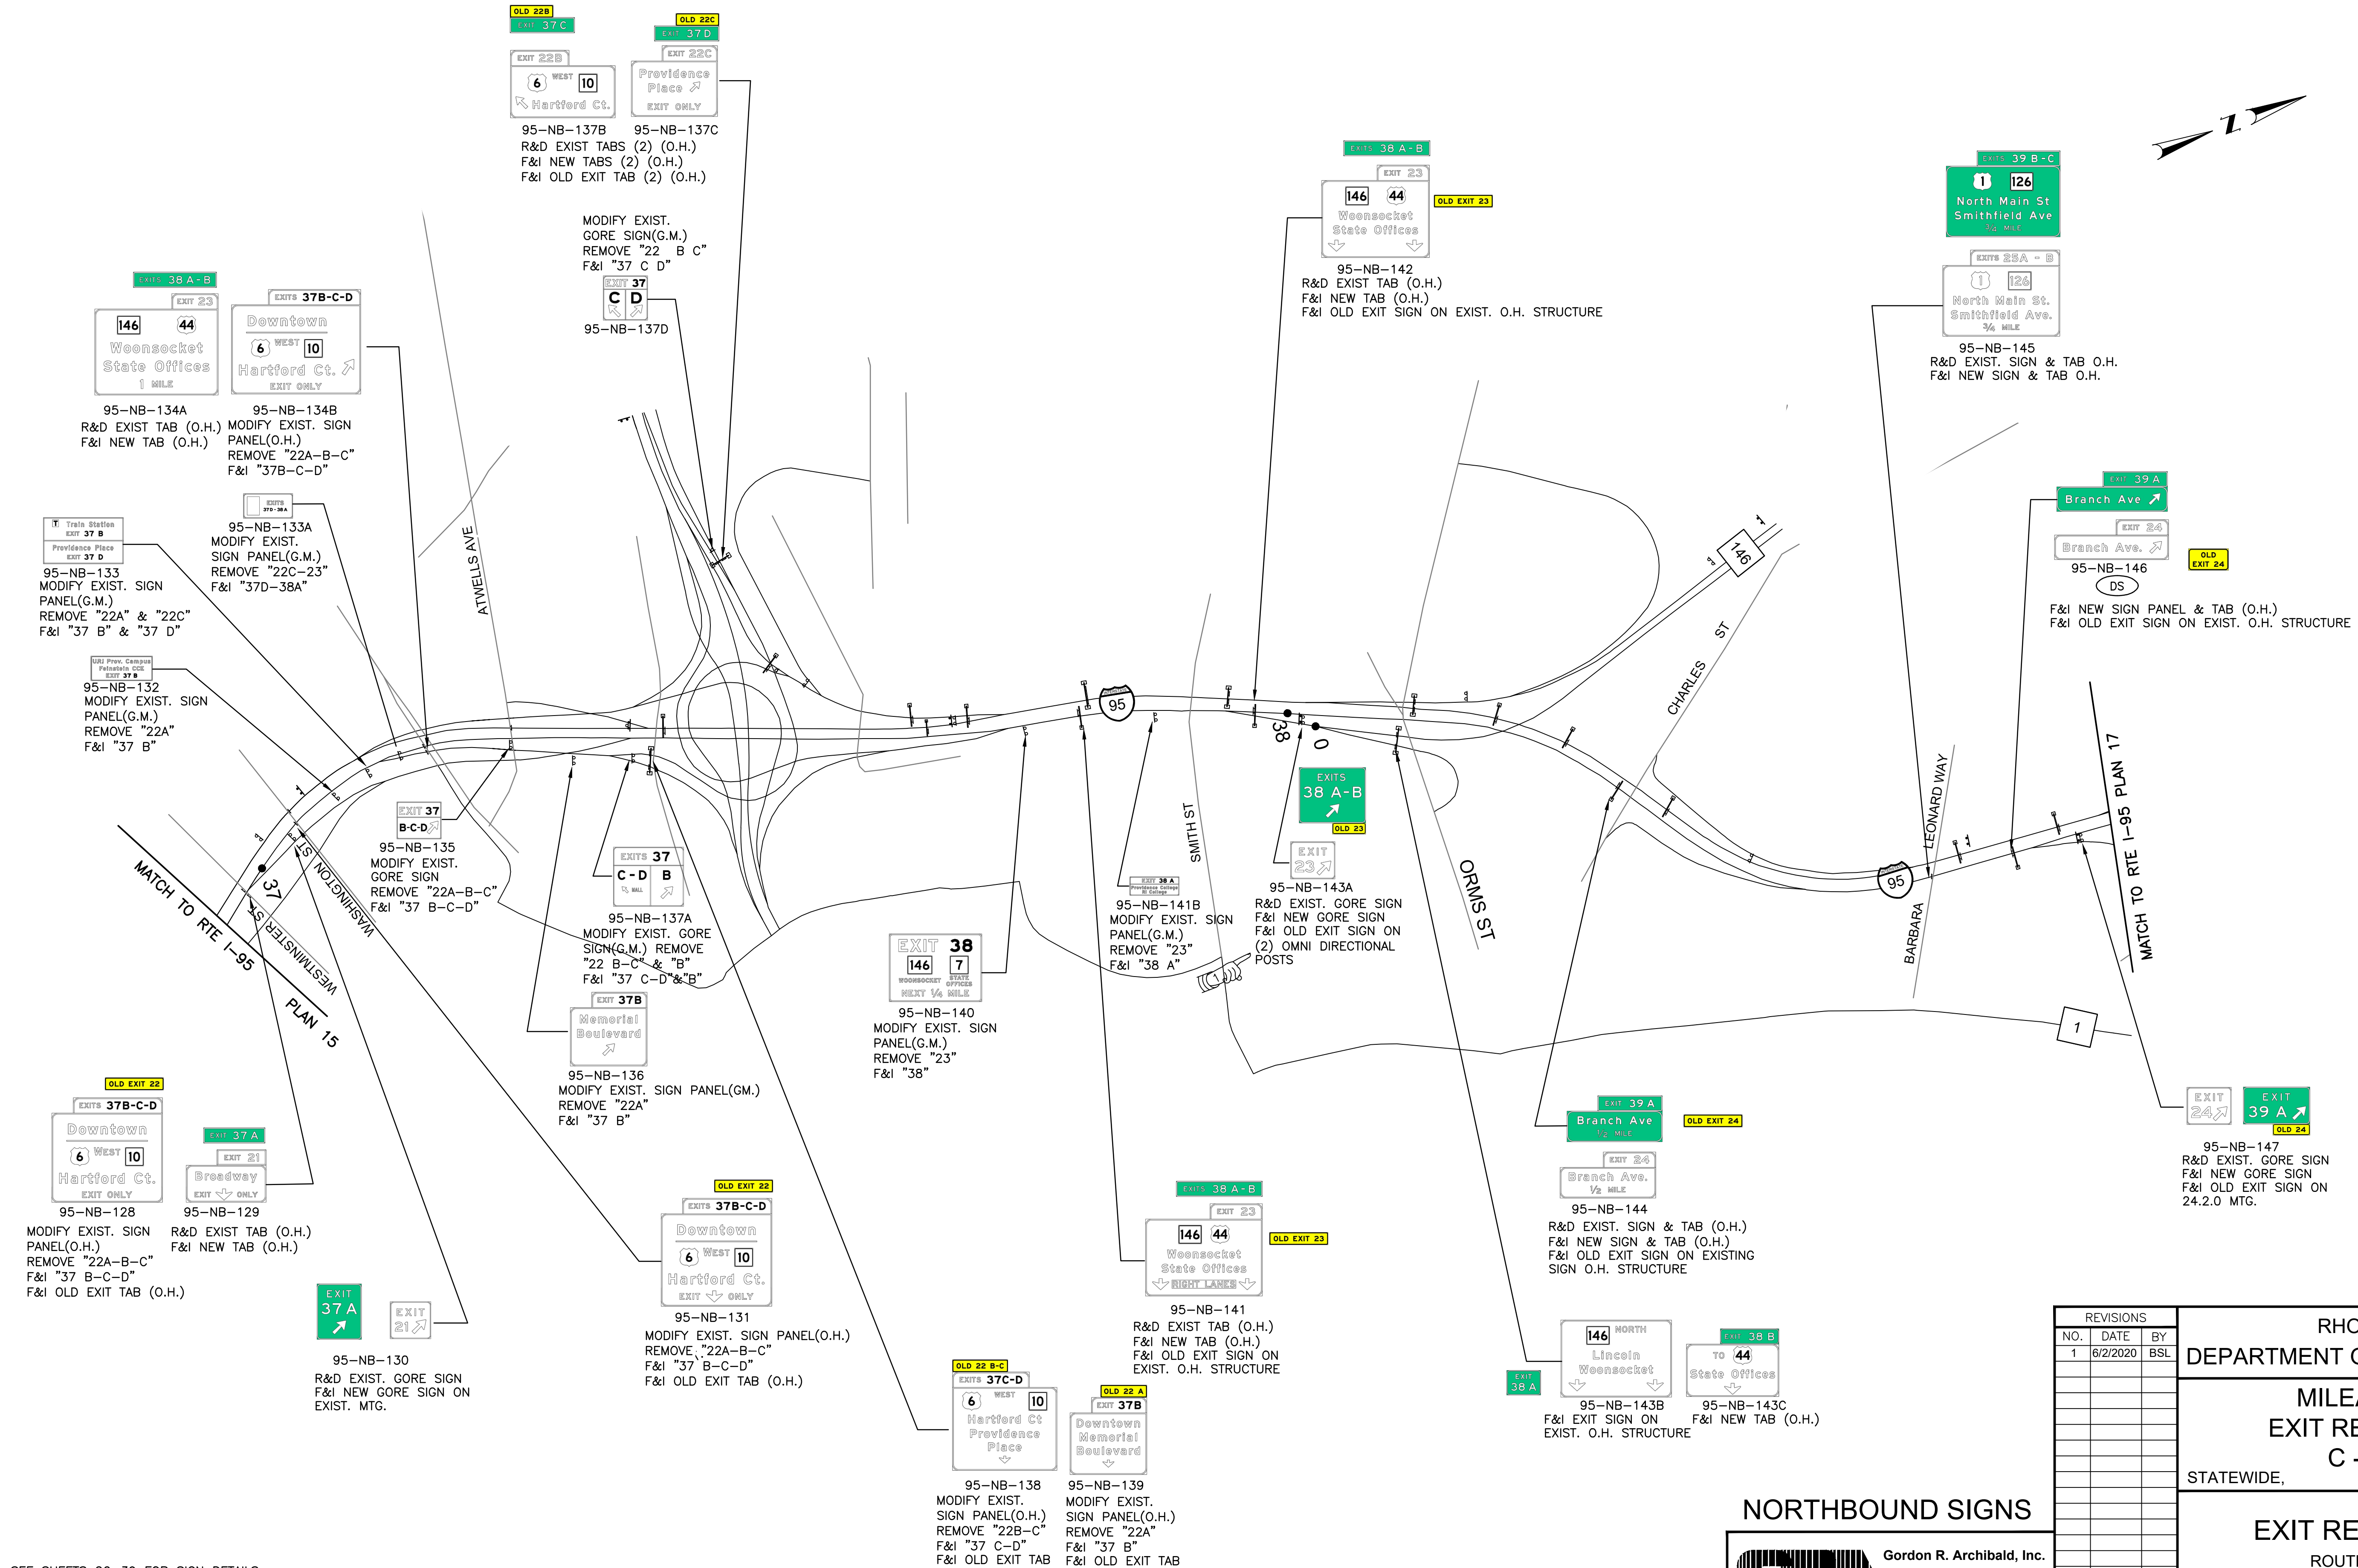 OLD 22B
EXIT 37C
OLD 22C
EXIT 37D
EXIT 22B
6 WEST 10
Hartford Ct.
EXIT 22C
Providence
Place
EXIT ONLY
95-NB-137B
95-NB-137C
R&D EXIST TABS (2) (O.H.)
F&I NEW TABS (2) (O.H.)
F&I OLD EXIT TAB (2) (O.H.)
MODIFY EXIST.
GORE SIGN(G.M.)
REMOVE "22 B C"
F&I "37 C D"
EXIT 37
C D
95-NB-137D
EXITS 38 A-B
EXIT 23
146 44
Woonsocket
State Offices
OLD EXIT 23
95-NB-142
R&D EXIST TAB (O.H.)
F&I NEW TAB (O.H.)
F&I OLD EXIT SIGN ON EXIST. O.H. STRUCTURE
Z
EXITS 39 B-C
1 126
North Main St
Smithfield Ave
3/4 MILE
EXITS 25A - B
1 126
North Main St.
Smithfield Ave.
3/4 MILE
95-NB-145
R&D EXIST. SIGN & TAB O.H.
F&I NEW SIGN & TAB O.H.
EXITS 38 A-B
EXIT 23
146 44
Woonsocket
State Offices
1 MILE
95-NB-134A
R&D EXIST TAB (O.H.)
F&I NEW TAB (O.H.)
EXITS 37B-C-D
Downtown
6 WEST 10
Hartford Ct.
EXIT ONLY
95-NB-134B
MODIFY EXIST. SIGN
PANEL(O.H.)
REMOVE "22A-B-C"
F&I "37B-C-D"
EXITS
37D-38A
95-NB-133A
MODIFY EXIST.
SIGN PANEL(G.M.)
REMOVE "22C-23"
F&I "37D-38A"
T Train Station
EXIT 37 B
Providence Place
EXIT 37 D
95-NB-133
MODIFY EXIST. SIGN
PANEL(G.M.)
REMOVE "22A" & "22C"
F&I "37 B" & "37 D"
URI Prov. Campus
Feinstein CCE
EXIT 37 B
95-NB-132
MODIFY EXIST. SIGN
PANEL(G.M.)
REMOVE "22A"
F&I "37 B"
ATWELLS AVE
146
CHARLES ST
EXIT 39 A
Branch Ave
EXIT 24
Branch Ave.
OLD
EXIT 24
95-NB-146
DS
F&I NEW SIGN PANEL & TAB (O.H.)
F&I OLD EXIT SIGN ON EXIST. O.H. STRUCTURE
95
38
0
95
MATCH TO RTE I-95
PLAN 15
37
WASHINGTON ST
WESTMINSTER ST
EXIT 37
B-C-D
95-NB-135
MODIFY EXIST.
GORE SIGN
REMOVE "22A-B-C"
F&I "37 B-C-D"
EXITS 37
C-D B
MALL
95-NB-137A
MODIFY EXIST. GORE
SIGN(G.M.) REMOVE
"22 B-C" & "B"
F&I "37 C-D"&"B"
EXIT 37B
Memorial
Boulevard
95-NB-136
MODIFY EXIST. SIGN PANEL(GM.)
REMOVE "22A"
F&I "37 B"
EXIT 38
146 7
WOONSOCKET STATE OFFICES
NEXT 1/4 MILE
95-NB-140
MODIFY EXIST. SIGN
PANEL(G.M.)
REMOVE "23"
F&I "38"
EXIT 38 A
Providence College
RI College
95-NB-141B
MODIFY EXIST. SIGN
PANEL(G.M.)
REMOVE "23"
F&I "38 A"
SMITH ST
EXITS
38 A-B
OLD 23
EXIT
23
95-NB-143A
R&D EXIST. GORE SIGN
F&I NEW GORE SIGN
F&I OLD EXIT SIGN ON
(2) OMNI DIRECTIONAL
POSTS
ORMS ST
BARBARA LEONARD WAY
MATCH TO RTE I-95 PLAN 17
1
EXIT
24
EXIT
39 A
OLD 24
95-NB-147
R&D EXIST. GORE SIGN
F&I NEW GORE SIGN
F&I OLD EXIT SIGN ON
24.2.0 MTG.
OLD EXIT 22
EXITS 37B-C-D
Downtown
6 WEST 10
Hartford Ct.
EXIT ONLY
95-NB-128
MODIFY EXIST. SIGN
PANEL(O.H.)
REMOVE "22A-B-C"
F&I "37 B-C-D"
F&I OLD EXIT TAB (O.H.)
EXIT 37 A
EXIT 21
Broadway
EXIT ONLY
95-NB-129
R&D EXIST TAB (O.H.)
F&I NEW TAB (O.H.)
EXIT
37 A
EXIT
21
95-NB-130
R&D EXIST. GORE SIGN
F&I NEW GORE SIGN ON
EXIST. MTG.
OLD EXIT 22
EXITS 37B-C-D
Downtown
6 WEST 10
Hartford Ct.
EXIT ONLY
95-NB-131
MODIFY EXIST. SIGN PANEL(O.H.)
REMOVE "22A-B-C"
F&I "37 B-C-D"
F&I OLD EXIT TAB (O.H.)
OLD 22 B-C
EXITS 37C-D
6 WEST 10
Hartford Ct
Providence
Place
95-NB-138
MODIFY EXIST.
SIGN PANEL(O.H.)
REMOVE "22B-C"
F&I "37 C-D"
F&I OLD EXIT TAB
OLD 22 A
EXIT 37B
Downtown
Memorial
Boulevard
95-NB-139
MODIFY EXIST.
SIGN PANEL(O.H.)
REMOVE "22A"
F&I "37 B"
F&I OLD EXIT TAB
EXITS 38 A-B
EXIT 23
146 44
Woonsocket
State Offices
RIGHT LANES
OLD EXIT 23
95-NB-141
R&D EXIST TAB (O.H.)
F&I NEW TAB (O.H.)
F&I OLD EXIT SIGN ON
EXIST. O.H. STRUCTURE
EXIT 39 A
Branch Ave
1/2 MILE
OLD EXIT 24
EXIT 24
Branch Ave.
1/2 MILE
95-NB-144
R&D EXIST. SIGN & TAB (O.H.)
F&I NEW SIGN & TAB (O.H.)
F&I OLD EXIT SIGN ON EXISTING
SIGN O.H. STRUCTURE
EXIT
38 A
146 NORTH
Lincoln
Woonsocket
95-NB-143B
F&I EXIT SIGN ON
EXIST. O.H. STRUCTURE
EXIT 38 B
TO 44
State Offices
95-NB-143C
F&I NEW TAB (O.H.)
REVISIONS
NO. DATE BY
1 6/2/2020 BSL
RHO
DEPARTMENT O
MILEA
EXIT RE
C -
STATEWIDE,
EXIT RE
ROUT
NORTHBOUND SIGNS
Gordon R. Archibald, Inc.